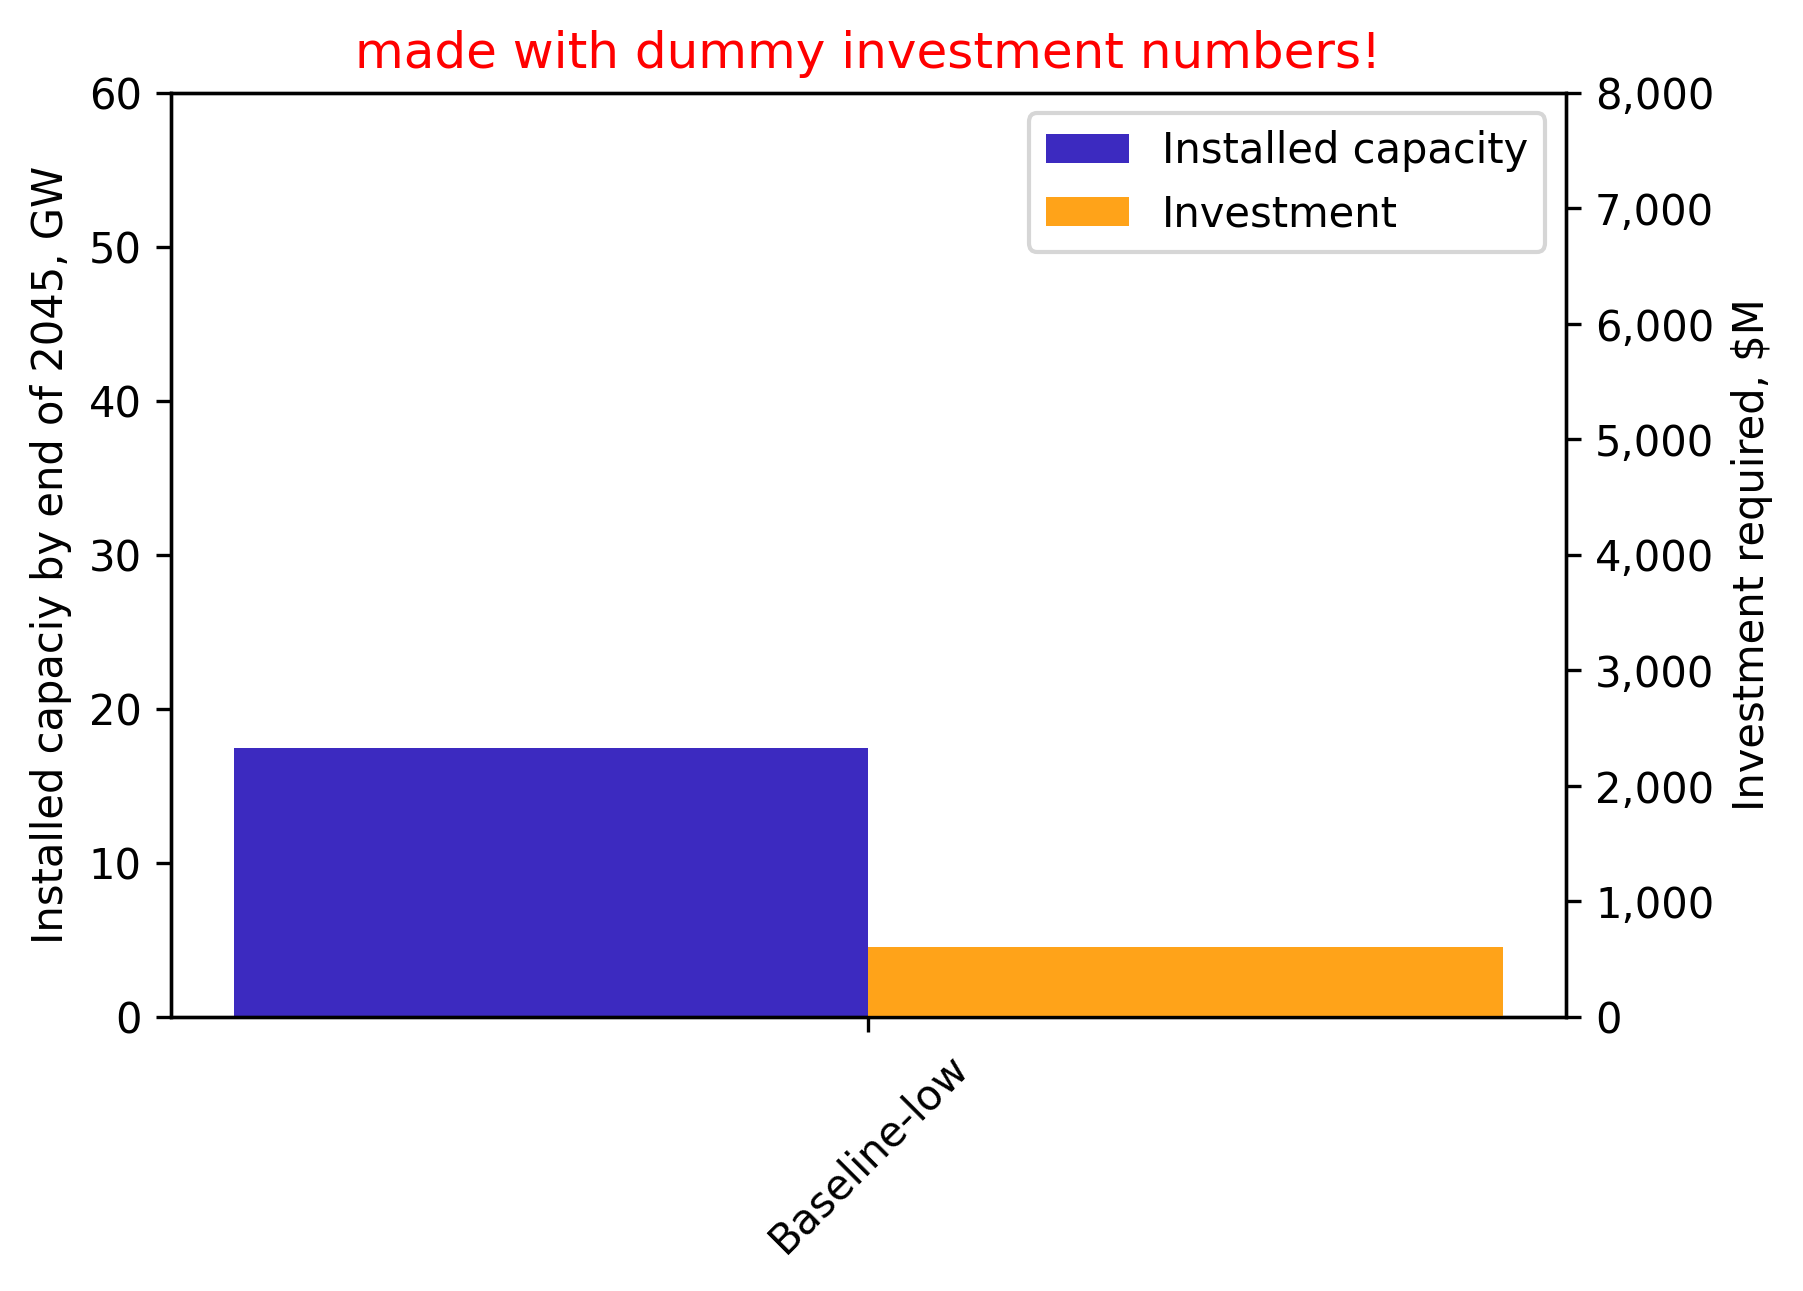 made with dummy investment numbers!
Installed capaciy by end of 2045, GW
60
50
40
30
20
10
0
Installed capacity
Investment
8,000
7,000
6,000
5,000
4,000
3,000
2,000
1,000
0
Investment required, $M
Baseline-low